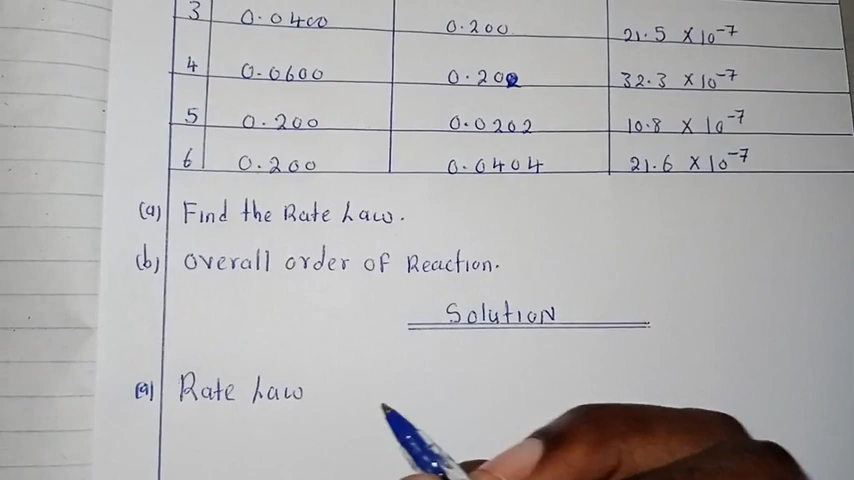 3 0.0400 0.200 21.5 X 10-7
4 0.0600 0.202 32.3 X 10-7
5 0.200 0.0202 10.8 X 10-7
6 0.200 0.0404 21.6 X 10-7
(a) Find the Rate Law.
(b) Overall order of Reaction.
Solution
(a) Rate Law